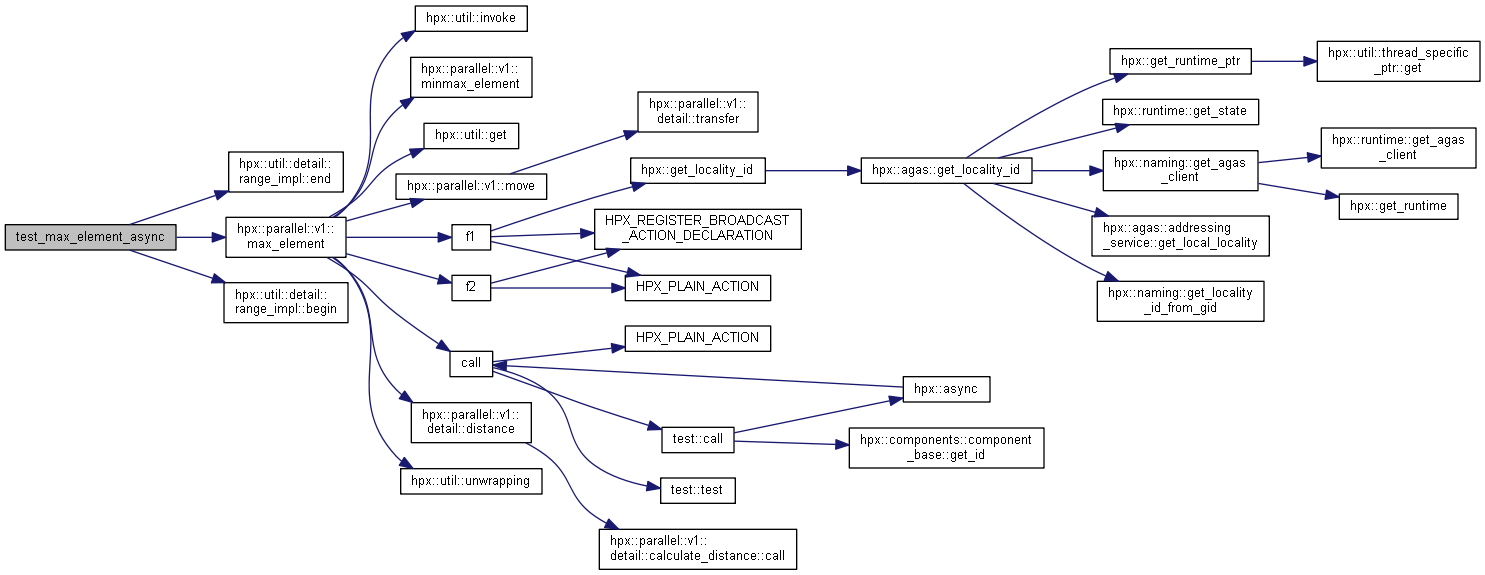 test_max_element_async
hpx::util::detail::
range_impl::end
hpx::parallel::v1::
max_element
hpx::util::detail::
range_impl::begin
hpx::util::invoke
hpx::parallel::v1::
minmax_element
hpx::util::get
hpx::parallel::v1::move
f1
f2
call
hpx::parallel::v1::
detail::distance
hpx::util::unwrapping
hpx::parallel::v1::
detail::transfer
hpx::get_locality_id
HPX_REGISTER_BROADCAST
_ACTION_DECLARATION
HPX_PLAIN_ACTION
HPX_PLAIN_ACTION
test::call
test::test
hpx::parallel::v1::
detail::calculate_distance::call
hpx::agas::get_locality_id
hpx::async
hpx::components::component
_base::get_id
hpx::get_runtime_ptr
hpx::runtime::get_state
hpx::naming::get_agas
_client
hpx::agas::addressing
_service::get_local_locality
hpx::naming::get_locality
_id_from_gid
hpx::util::thread_specific
_ptr::get
hpx::runtime::get_agas
_client
hpx::get_runtime